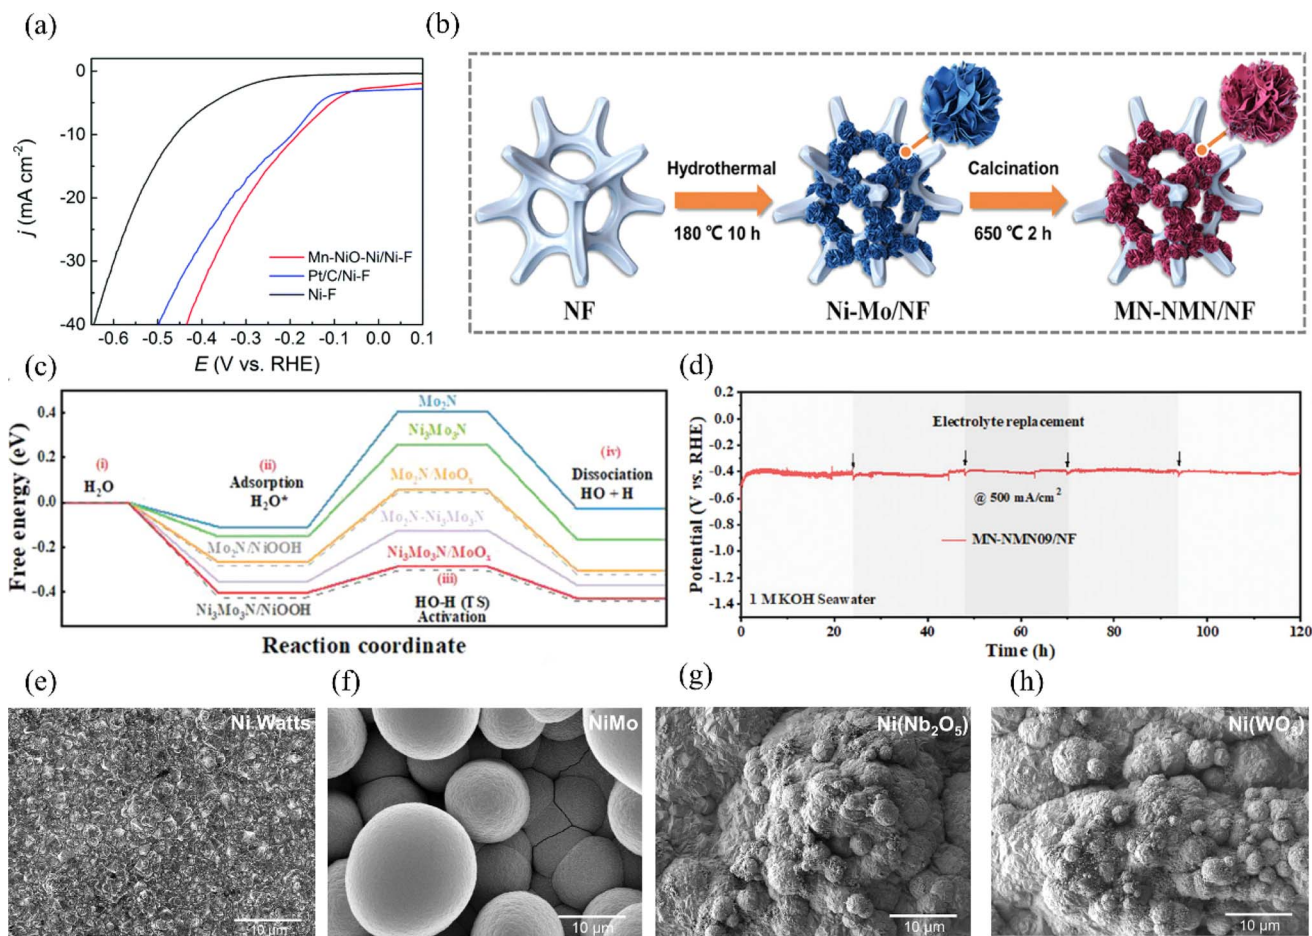 (a)
0
-10
-20
-30
-40
j (mA cm⁻²)
Mn-NiO-Ni/Ni-F
Pt/C/Ni-F
Ni-F
-0.6 -0.5 -0.4 -0.3 -0.2 -0.1 0.0 0.1
E (V vs. RHE)
(b)
Hydrothermal
180 ℃ 10 h
Calcination
650 ℃ 2 h
NF
Ni-Mo/NF
MN-NMN/NF
(c)
Free energy (eV)
0.4
0.2
0.0
-0.2
-0.4
(i)
H₂O
(ii)
Adsorption
H₂O*
Mo₂N
Ni₃Mo₃N
Mo₂N/MoOₓ
Mo₂N-Ni₃Mo₃N
Ni₃Mo₃N/MoOₓ
(iii)
HO-H (TS)
Activation
(iv)
Dissociation
HO + H
Mo₂N/NiOOH
Ni₃Mo₃N/NiOOH
Reaction coordinate
(d)
Potential (V vs. RHE)
0.2
0.0
-0.2
-0.4
-0.6
-0.8
-1.0
-1.2
-1.4
Electrolyte replacement
@ 500 mA/cm²
MN-NMN09/NF
1 M KOH Seawater
0 20 40 60 80 100 120
Time (h)
(e)
Ni Watts
10 µm
(f)
NiMo
10 µm
(g)
Ni(Nb₂O₅)
10 µm
(h)
10 µm